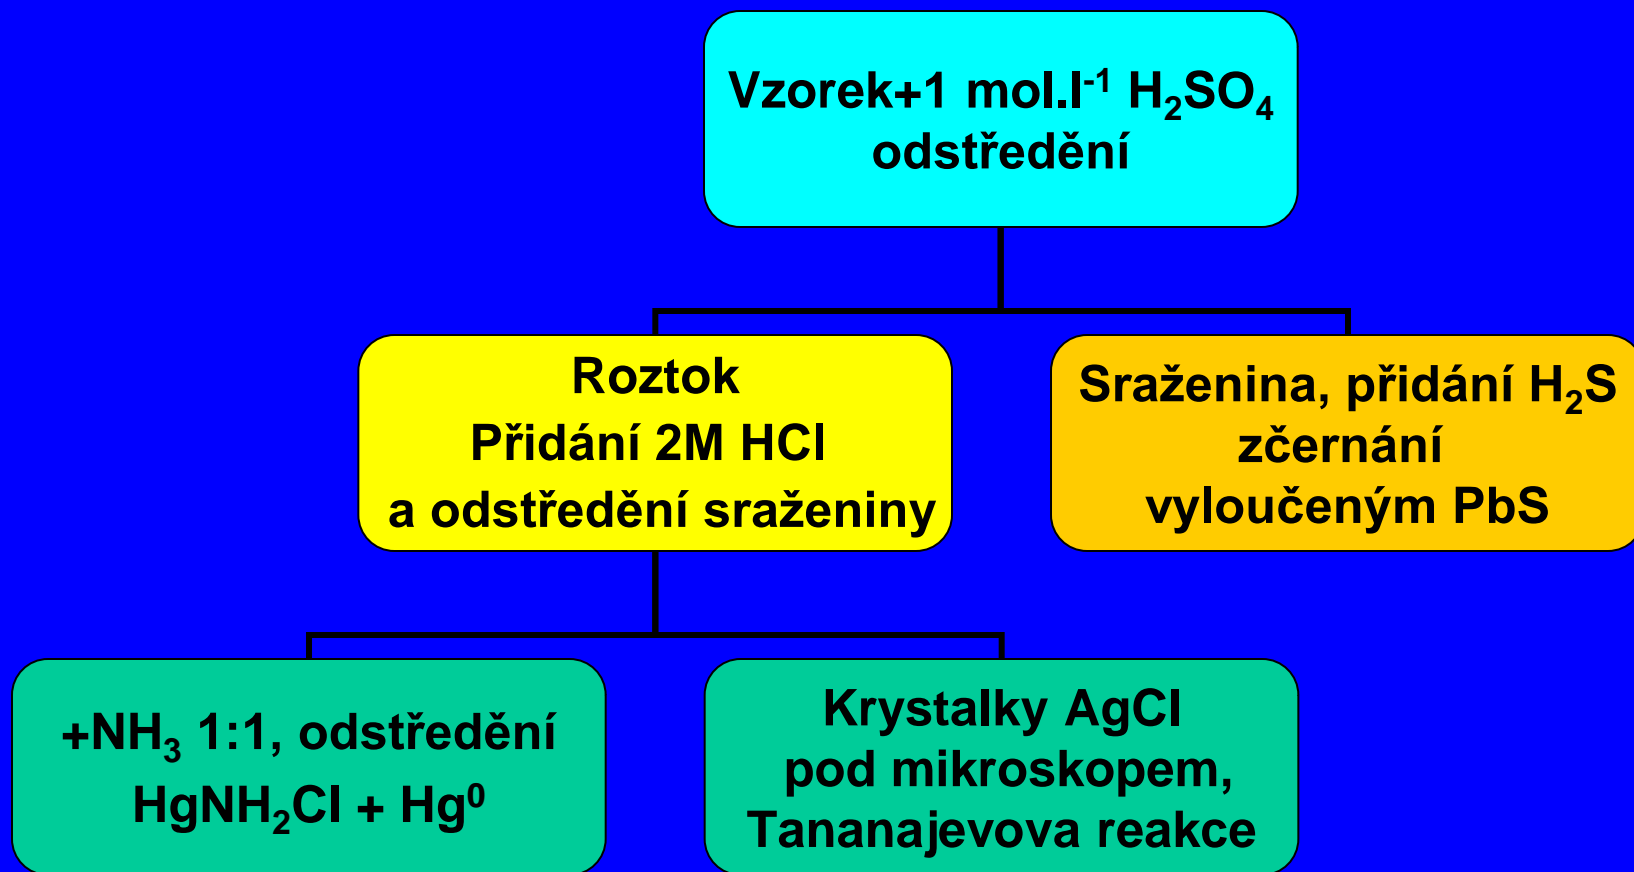 Vzorek+1 mol.l⁻¹ H₂SO₄
odstředění
Roztok
Přidání 2M HCl
a odstředění sraženiny
Sraženina, přidání H₂S
zčernání
vyloučeným PbS
+NH₃ 1:1, odstředění
HgNH₂Cl + Hg⁰
Krystalky AgCl
pod mikroskopem,
Tananajevova reakce